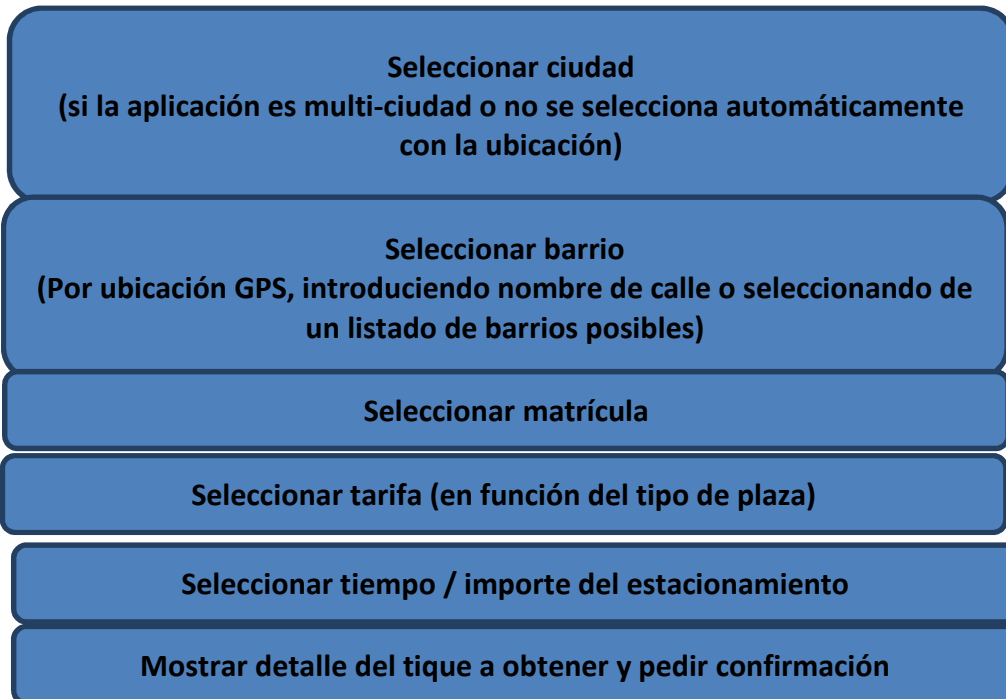 Seleccionar ciudad
(si la aplicación es multi-ciudad o no se selecciona automáticamente
con la ubicación)
Seleccionar barrio
(Por ubicación GPS, introduciendo nombre de calle o seleccionando de
un listado de barrios posibles)
Seleccionar matrícula
Seleccionar tarifa (en función del tipo de plaza)
Seleccionar tiempo / importe del estacionamiento
Mostrar detalle del tique a obtener y pedir confirmación